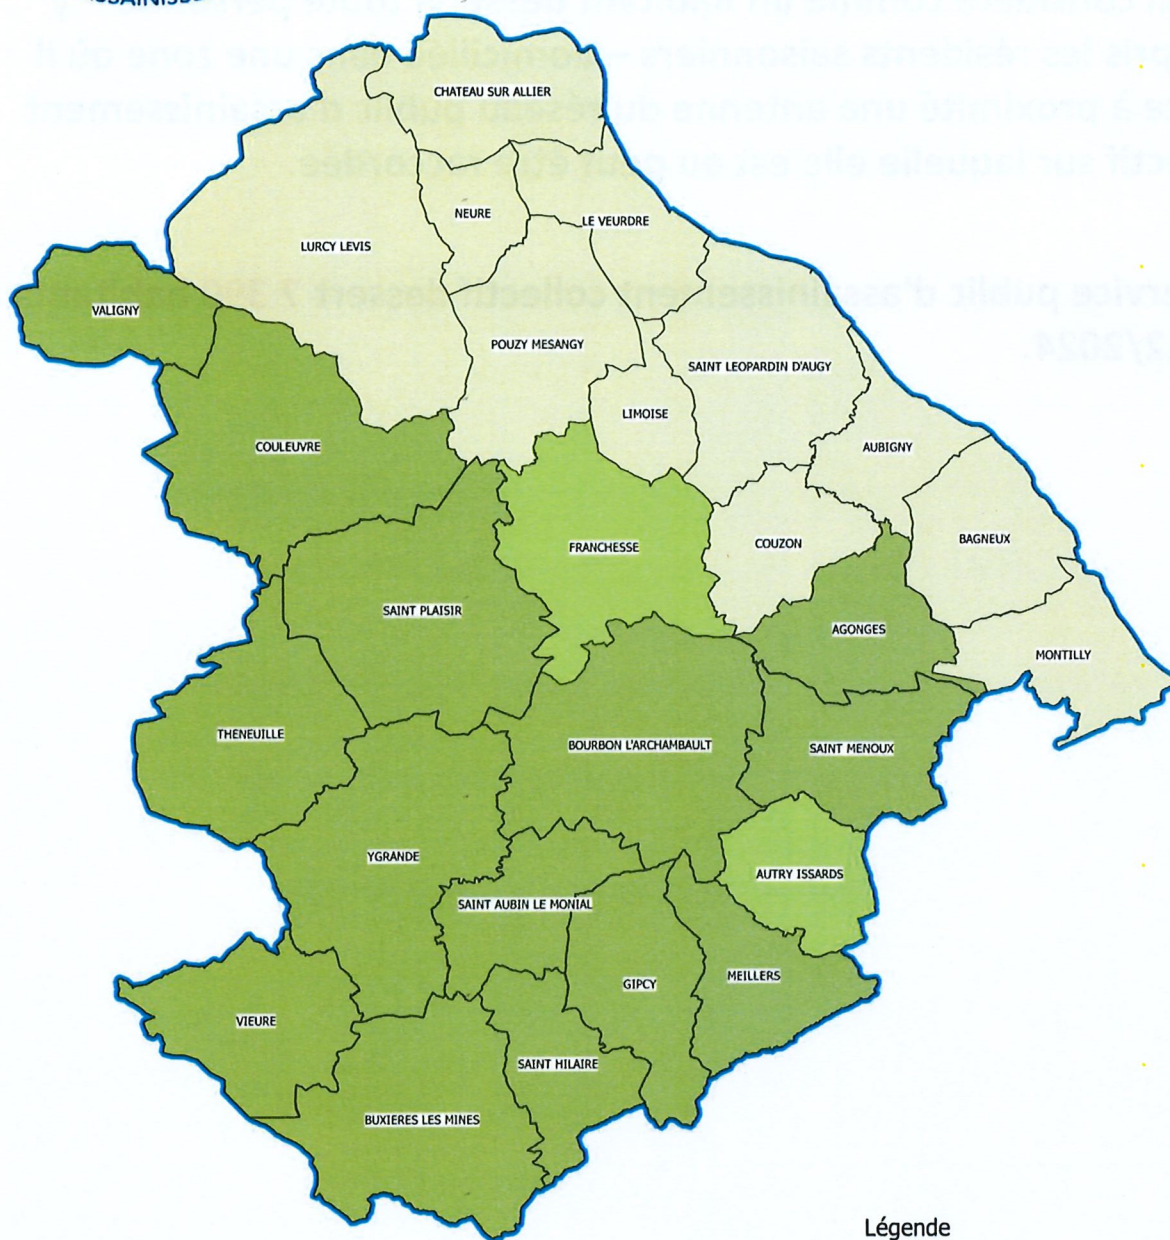 CHATEAU SUR ALLIER
NEURE
LE VEURDRE
LURCY LEVIS
VALIGNY
POUZY MESANGY
SAINT LEOPARDIN D'AUGY
LIMOISE
COULEUVRE
AUBIGNY
FRANCHESSE
COUZON
BAGNEUX
SAINT PLAISIR
AGONGES
MONTILLY
THENEUILLE
BOURBON L'ARCHAMBAULT
SAINT MENOUX
YGRANDE
AUTRY ISSARDS
SAINT AUBIN LE MONIAL
GIPCY
MEILLERS
VIEURE
SAINT HILAIRE
BUXIERES LES MINES
Légende